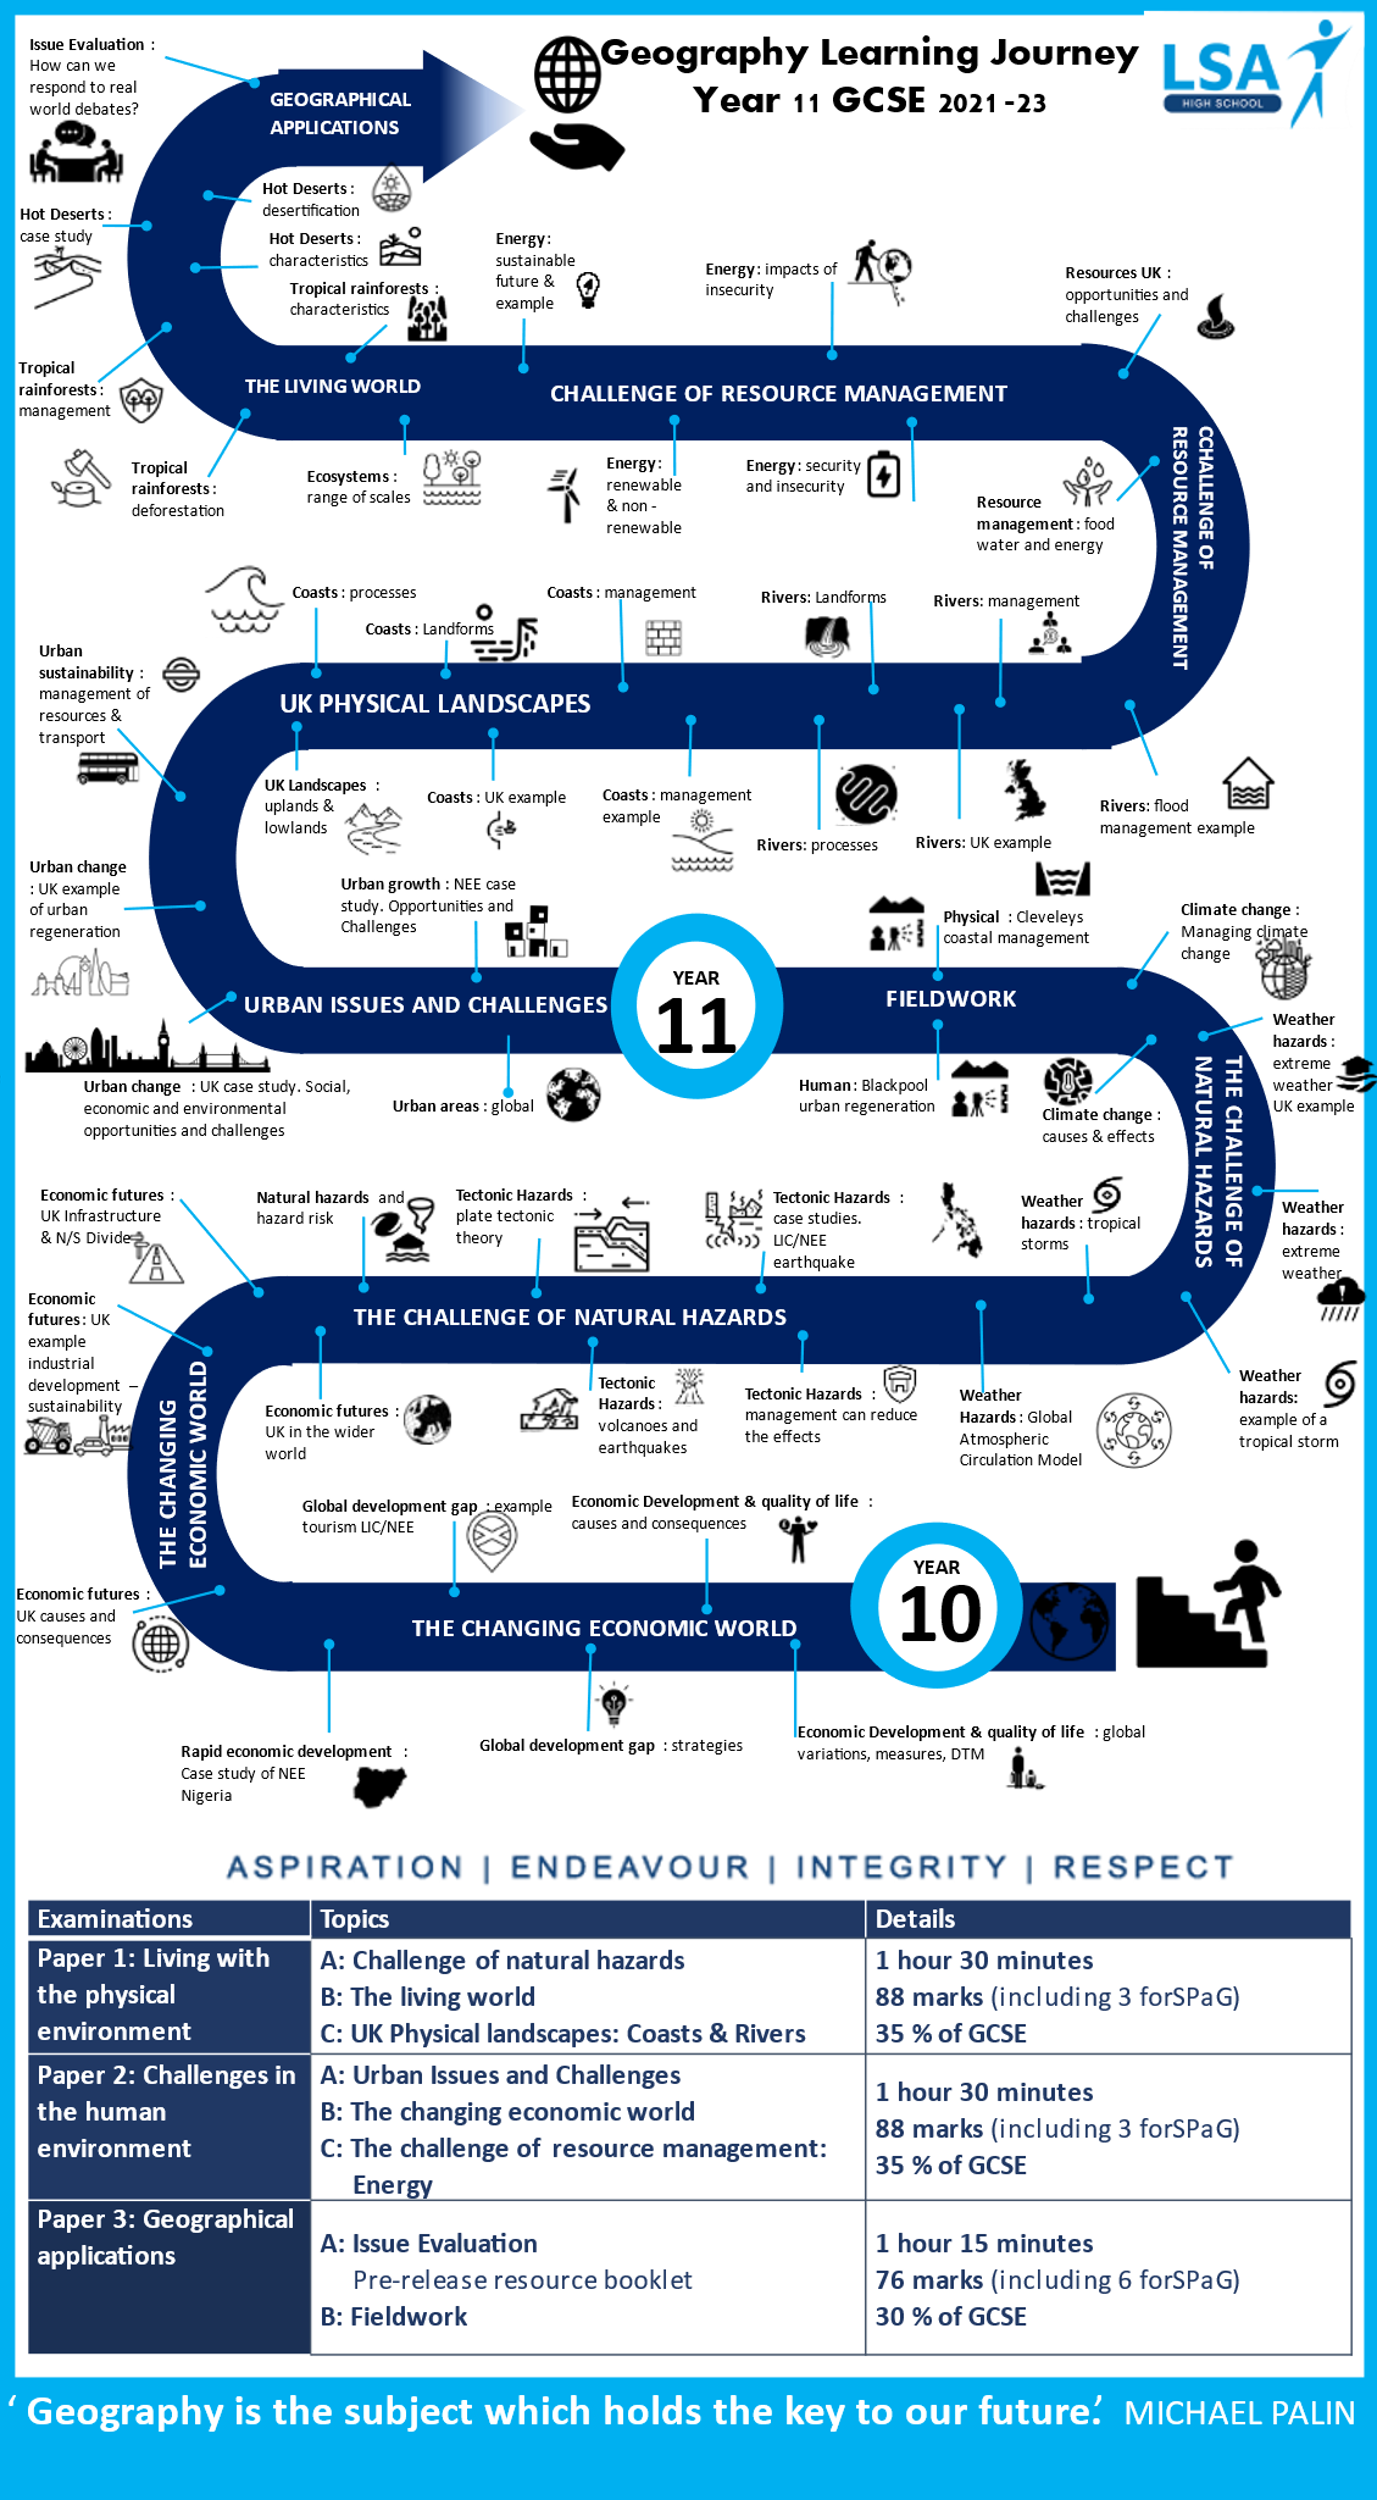 Geography Learning Journey
Year 11 GCSE 2021-23
LSA
HIGH SCHOOL
Issue Evaluation :
How can we
respond to real
world debates?
GEOGRAPHICAL
APPLICATIONS
Hot Deserts :
desertification
Hot Deserts :
case study
Hot Deserts :
characteristics
Tropical rainforests :
characteristics
Energy:
sustainable
future &
example
Energy: impacts of
insecurity
Resources UK :
opportunities and
challenges
Tropical
rainforests :
management
THE LIVING WORLD
CHALLENGE OF RESOURCE MANAGEMENT
CCHALLENGE OF
RESOURCE MANAGEMENT
Tropical
rainforests :
deforestation
Ecosystems :
range of scales
Energy:
renewable
& non -
renewable
Energy: security
and insecurity
Resource
management: food
water and energy
Coasts : processes
Coasts : Landforms
Coasts : management
Rivers: Landforms
Rivers: management
Urban
sustainability :
management of
resources &
transport
UK PHYSICAL LANDSCAPES
UK Landscapes :
uplands &
lowlands
Coasts : UK example
Coasts : management
example
Rivers: processes
Rivers: UK example
Rivers: flood
management example
Urban change
: UK example
of urban
regeneration
Urban growth : NEE case
study. Opportunities and
Challenges
Physical : Cleveleys
coastal management
Climate change :
Managing climate
change
URBAN ISSUES AND CHALLENGES
YEAR
11
FIELDWORK
Weather
hazards :
extreme
weather
UK example
Urban change : UK case study. Social,
economic and environmental
opportunities and challenges
Urban areas : global
Human: Blackpool
urban regeneration
Climate change :
causes & effects
THE CHALLENGE OF
NATURAL HAZARDS
Economic futures :
UK Infrastructure
& N/S Divide
Natural hazards and
hazard risk
Tectonic Hazards :
plate tectonic
theory
Tectonic Hazards :
case studies.
LIC/NEE
earthquake
Weather
hazards : tropical
storms
Weather
hazards :
extreme
weather
Economic
futures: UK
example
industrial
development –
sustainability
THE CHALLENGE OF NATURAL HAZARDS
THE CHANGING
ECONOMIC WORLD
Economic futures :
UK in the wider
world
Tectonic
Hazards :
volcanoes and
earthquakes
Tectonic Hazards :
management can reduce
the effects
Weather
Hazards : Global
Atmospheric
Circulation Model
Weather
hazards:
example of a
tropical storm
Global development gap : example
tourism LIC/NEE
Economic Development & quality of life :
causes and consequences
Economic futures :
UK causes and
consequences
THE CHANGING ECONOMIC WORLD
YEAR
10
Rapid economic development :
Case study of NEE
Nigeria
Global development gap : strategies
Economic Development & quality of life : global
variations, measures, DTM
ASPIRATION | ENDEAVOUR | INTEGRITY | RESPECT
Examinations
Topics
Details
Paper 1: Living with
the physical
environment
A: Challenge of natural hazards
B: The living world
C: UK Physical landscapes: Coasts & Rivers
1 hour 30 minutes
88 marks (including 3 forSPaG)
35 % of GCSE
Paper 2: Challenges in
the human
environment
A: Urban Issues and Challenges
B: The changing economic world
C: The challenge of resource management:
Energy
1 hour 30 minutes
88 marks (including 3 forSPaG)
35 % of GCSE
Paper 3: Geographical
applications
A: Issue Evaluation
Pre-release resource booklet
B: Fieldwork
1 hour 15 minutes
76 marks (including 6 forSPaG)
30 % of GCSE
‘ Geography is the subject which holds the key to our future.’ MICHAEL PALIN